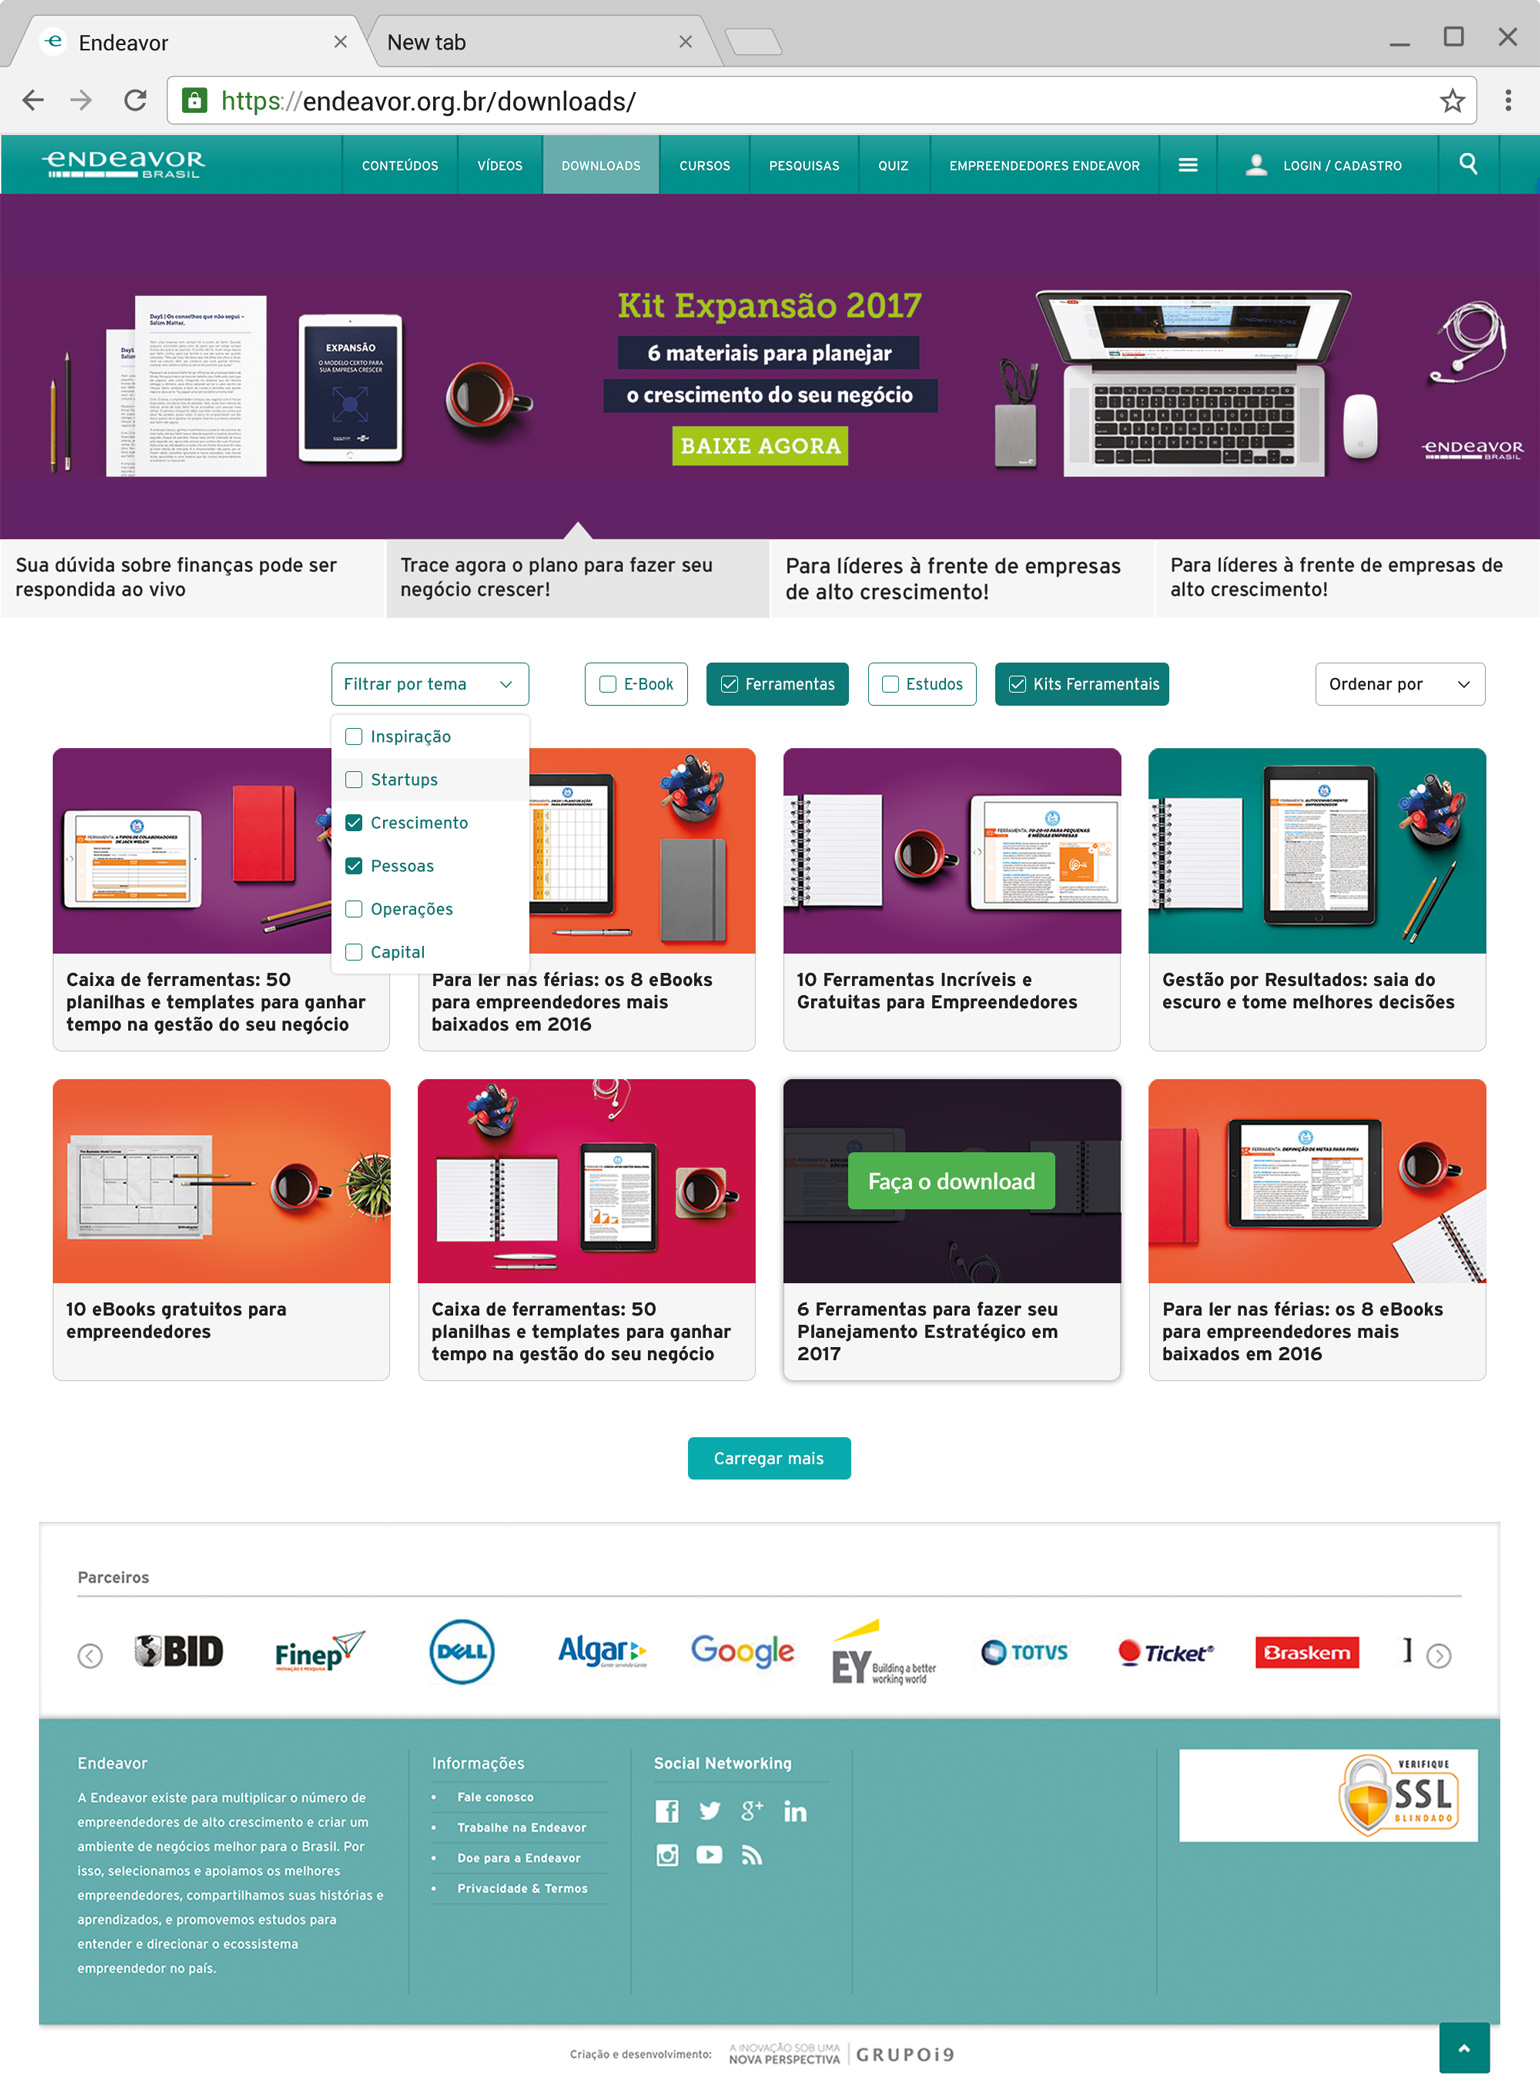 Endeavor
New tab
https://endeavor.org.br/downloads/
ENDEAVOR
BRASIL
CONTEÚDOS
VÍDEOS
DOWNLOADS
CURSOS
PESQUISAS
QUIZ
EMPREENDEDORES ENDEAVOR
LOGIN / CADASTRO
Day1 | Os conselhos que não segui –
Salim Mattar,
EXPANSÃO
O MODELO CERTO PARA
SUA EMPRESA CRESCER
Kit Expansão 2017
6 materiais para planejar
o crescimento do seu negócio
BAIXE AGORA
ENDEAVOR
BRASIL
Sua dúvida sobre finanças pode ser
respondida ao vivo
Trace agora o plano para fazer seu
negócio crescer!
Para líderes à frente de empresas
de alto crescimento!
Para líderes à frente de empresas de
alto crescimento!
Filtrar por tema
E-Book
Ferramentas
Estudos
Kits Ferramentais
Ordenar por
Inspiração
Startups
Crescimento
Pessoas
Operações
Capital
Caixa de ferramentas: 50
planilhas e templates para ganhar
tempo na gestão do seu negócio
Para ler nas férias: os 8 eBooks
para empreendedores mais
baixados em 2016
10 Ferramentas Incríveis e
Gratuitas para Empreendedores
Gestão por Resultados: saia do
escuro e tome melhores decisões
Faça o download
10 eBooks gratuitos para
empreendedores
Caixa de ferramentas: 50
planilhas e templates para ganhar
tempo na gestão do seu negócio
6 Ferramentas para fazer seu
Planejamento Estratégico em
2017
Para ler nas férias: os 8 eBooks
para empreendedores mais
baixados em 2016
Carregar mais
Parceiros
BID
Finep
INOVAÇÃO E PESQUISA
DELL
Algar
Gente servindo Gente
Google
EY
Building a better
working world
TOTVS
Ticket
Braskem
Endeavor
A Endeavor existe para multiplicar o número de
empreendedores de alto crescimento e criar um
ambiente de negócios melhor para o Brasil. Por
isso, selecionamos e apoiamos os melhores
empreendedores, compartilhamos suas histórias e
aprendizados, e promovemos estudos para
entender e direcionar o ecossistema
empreendedor no país.
Informações
Fale conosco
Trabalhe na Endeavor
Doe para a Endeavor
Privacidade & Termos
Social Networking
VERIFIQUE
SSL
BLINDADO
Criação e desenvolvimento:
A INOVAÇÃO SOB UMA
NOVA PERSPECTIVA
GRUPOi9